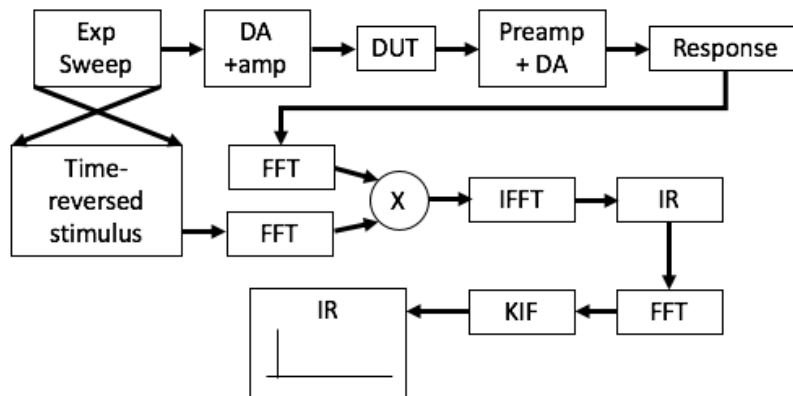 Exp
Sweep
DA
+amp
DUT
Preamp
+ DA
Response
Time-
reversed
stimulus
FFT
FFT
X
IFFT
IR
FFT
KIF
IR